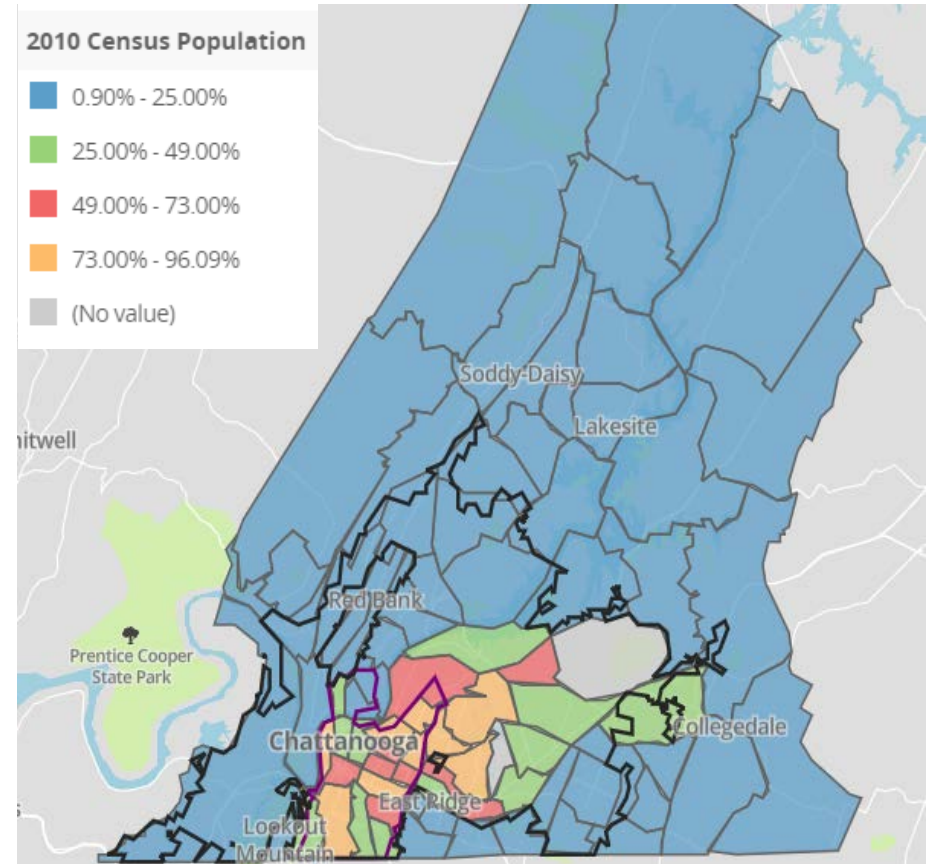 2010 Census Population
0.90% - 25.00%
25.00% - 49.00%
49.00% - 73.00%
73.00% - 96.09%
(No value)
Soddy-Daisy
Lakesite
Red Bank
Prentice Cooper
State Park
Collegedale
Chattanooga
East Ridge
Lookout
Mountain